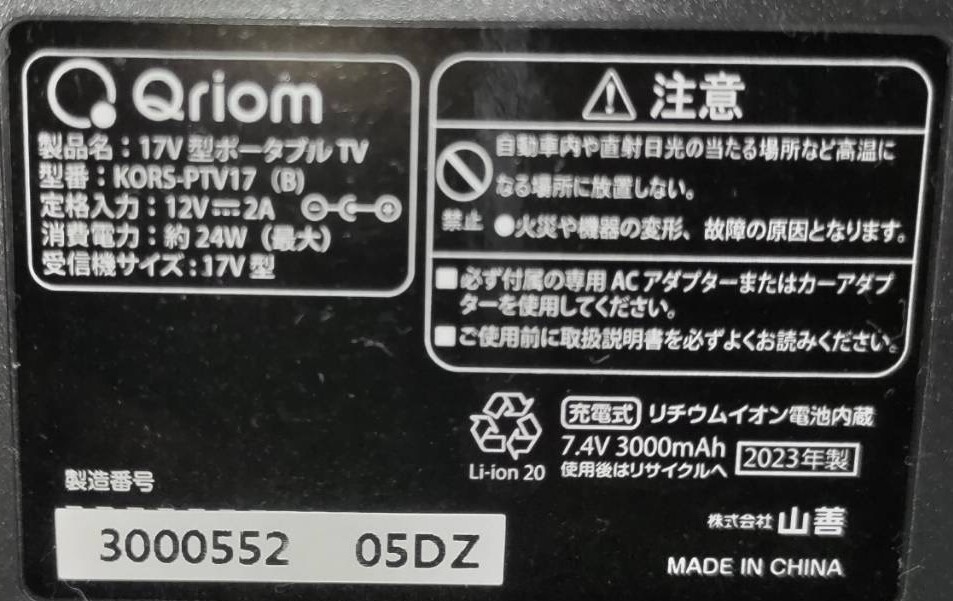 Qriom
製品名：17V 型ポータブル TV
型番：KORS-PTV17（B）
定格入力：12V⎓2A
消費電力：約 24W（最大）
受信機サイズ：17V 型
注意
禁止
自動車内や直射日光の当たる場所など高温に
なる場所に放置しない。
●火災や機器の変形、故障の原因となります。
■必ず付属の専用 AC アダプターまたはカーアダプ
ターを使用してください。
■ご使用前に取扱説明書を必ずよくお読みください。
Li-ion 20
充電式 リチウムイオン電池内蔵
7.4V 3000mAh
使用後はリサイクルへ
2023年製
製造番号
3000552 05DZ
株式会社 山善
MADE IN CHINA